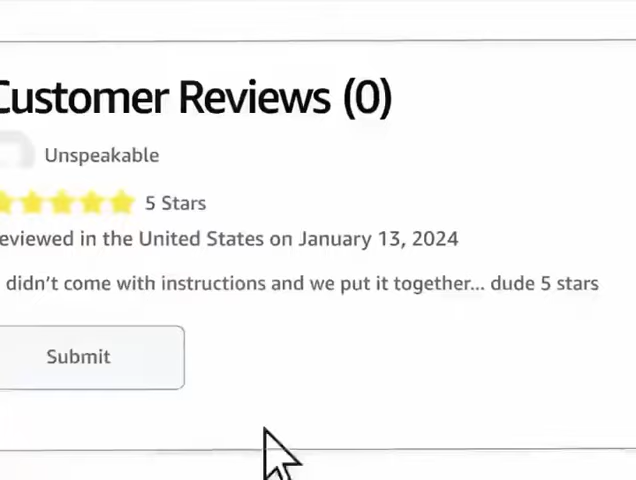 Customer Reviews (0)
Unspeakable
5 Stars
eviewed in the United States on January 13, 2024
didn't come with instructions and we put it together... dude 5 stars
Submit